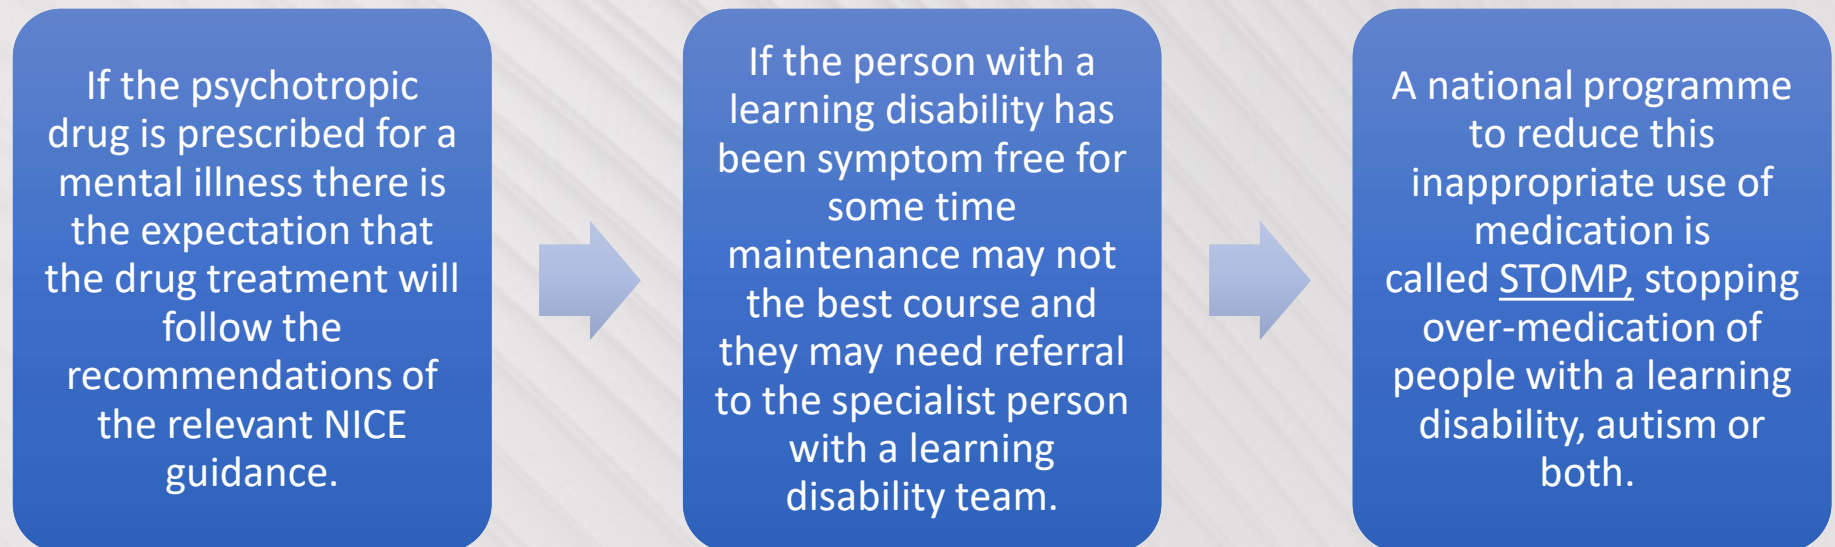 If the psychotropic
drug is prescribed for a
mental illness there is
the expectation that
the drug treatment will
follow the
recommendations of
the relevant NICE
guidance.
If the person with a
learning disability has
been symptom free for
some time
maintenance may not
the best course and
they may need referral
to the specialist person
with a learning
disability team.
A national programme
to reduce this
inappropriate use of
medication is
called STOMP, stopping
over-medication of
people with a learning
disability, autism or
both.